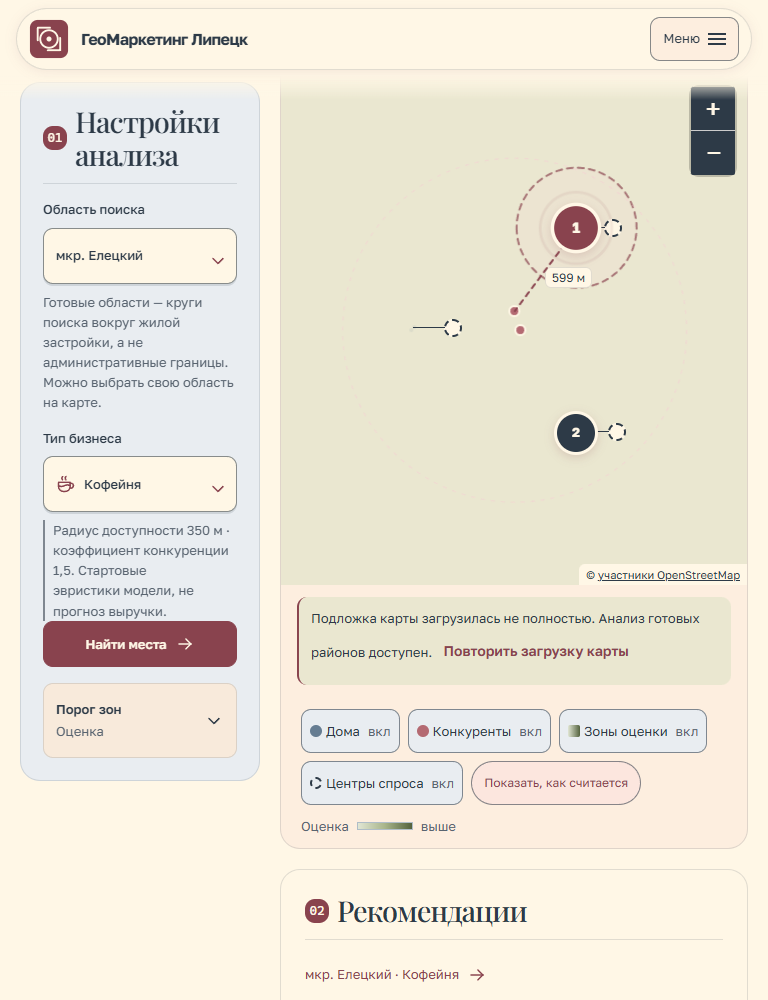 ГеоМаркетинг Липецк
Меню
01
Настройки
анализа
Область поиска
мкр. Елецкий
Готовые области — круги
поиска вокруг жилой
застройки, а не
административные границы.
Можно выбрать свою область
на карте.
Тип бизнеса
Кофейня
Радиус доступности 350 м ·
коэффициент конкуренции
1,5. Стартовые
эвристики модели, не
прогноз выручки.
Найти места →
Порог зон
Оценка
+
−
1
599 м
2
© участники OpenStreetMap
Подложка карты загрузилась не полностью. Анализ готовых
районов доступен. Повторить загрузку карты
Дома вкл
Конкуренты вкл
Зоны оценки вкл
Центры спроса вкл
Показать, как считается
Оценка выше
02
Рекомендации
мкр. Елецкий · Кофейня →